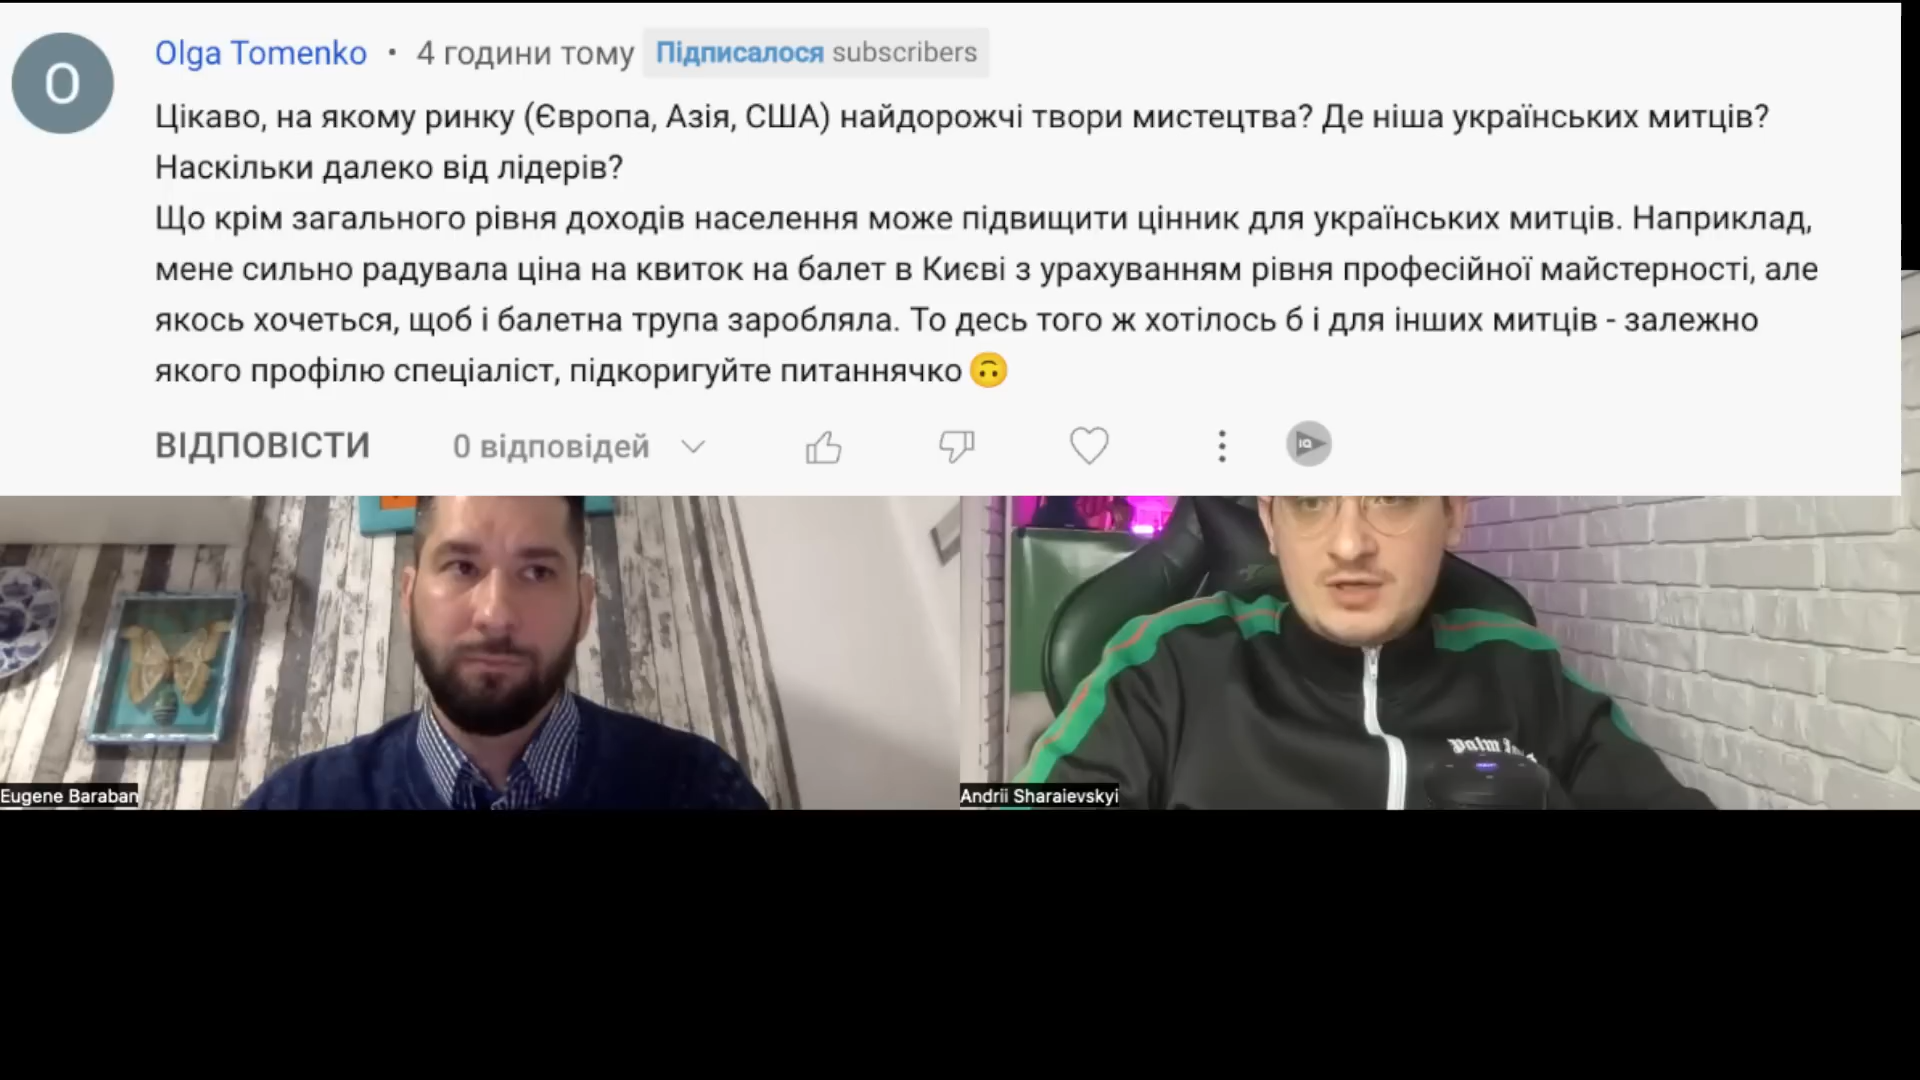 O
Olga Tomenko • 4 години тому Підписалося subscribers
Цікаво, на якому ринку (Європа, Азія, США) найдорожчі твори мистецтва? Де ніша українських митців?
Наскільки далеко від лідерів?
Що крім загального рівня доходів населення може підвищити цінник для українських митців. Наприклад,
мене сильно радувала ціна на квиток на балет в Києві з урахуванням рівня професійної майстерності, але
якось хочеться, щоб і балетна трупа заробляла. То десь того ж хотілось б і для інших митців - залежно
якого профілю спеціаліст, підкоригуйте питаннячко 🙃
ВІДПОВІСТИ 0 відповідей
IQ
Palm
Eugene Baraban
Andrii Sharaievskyi